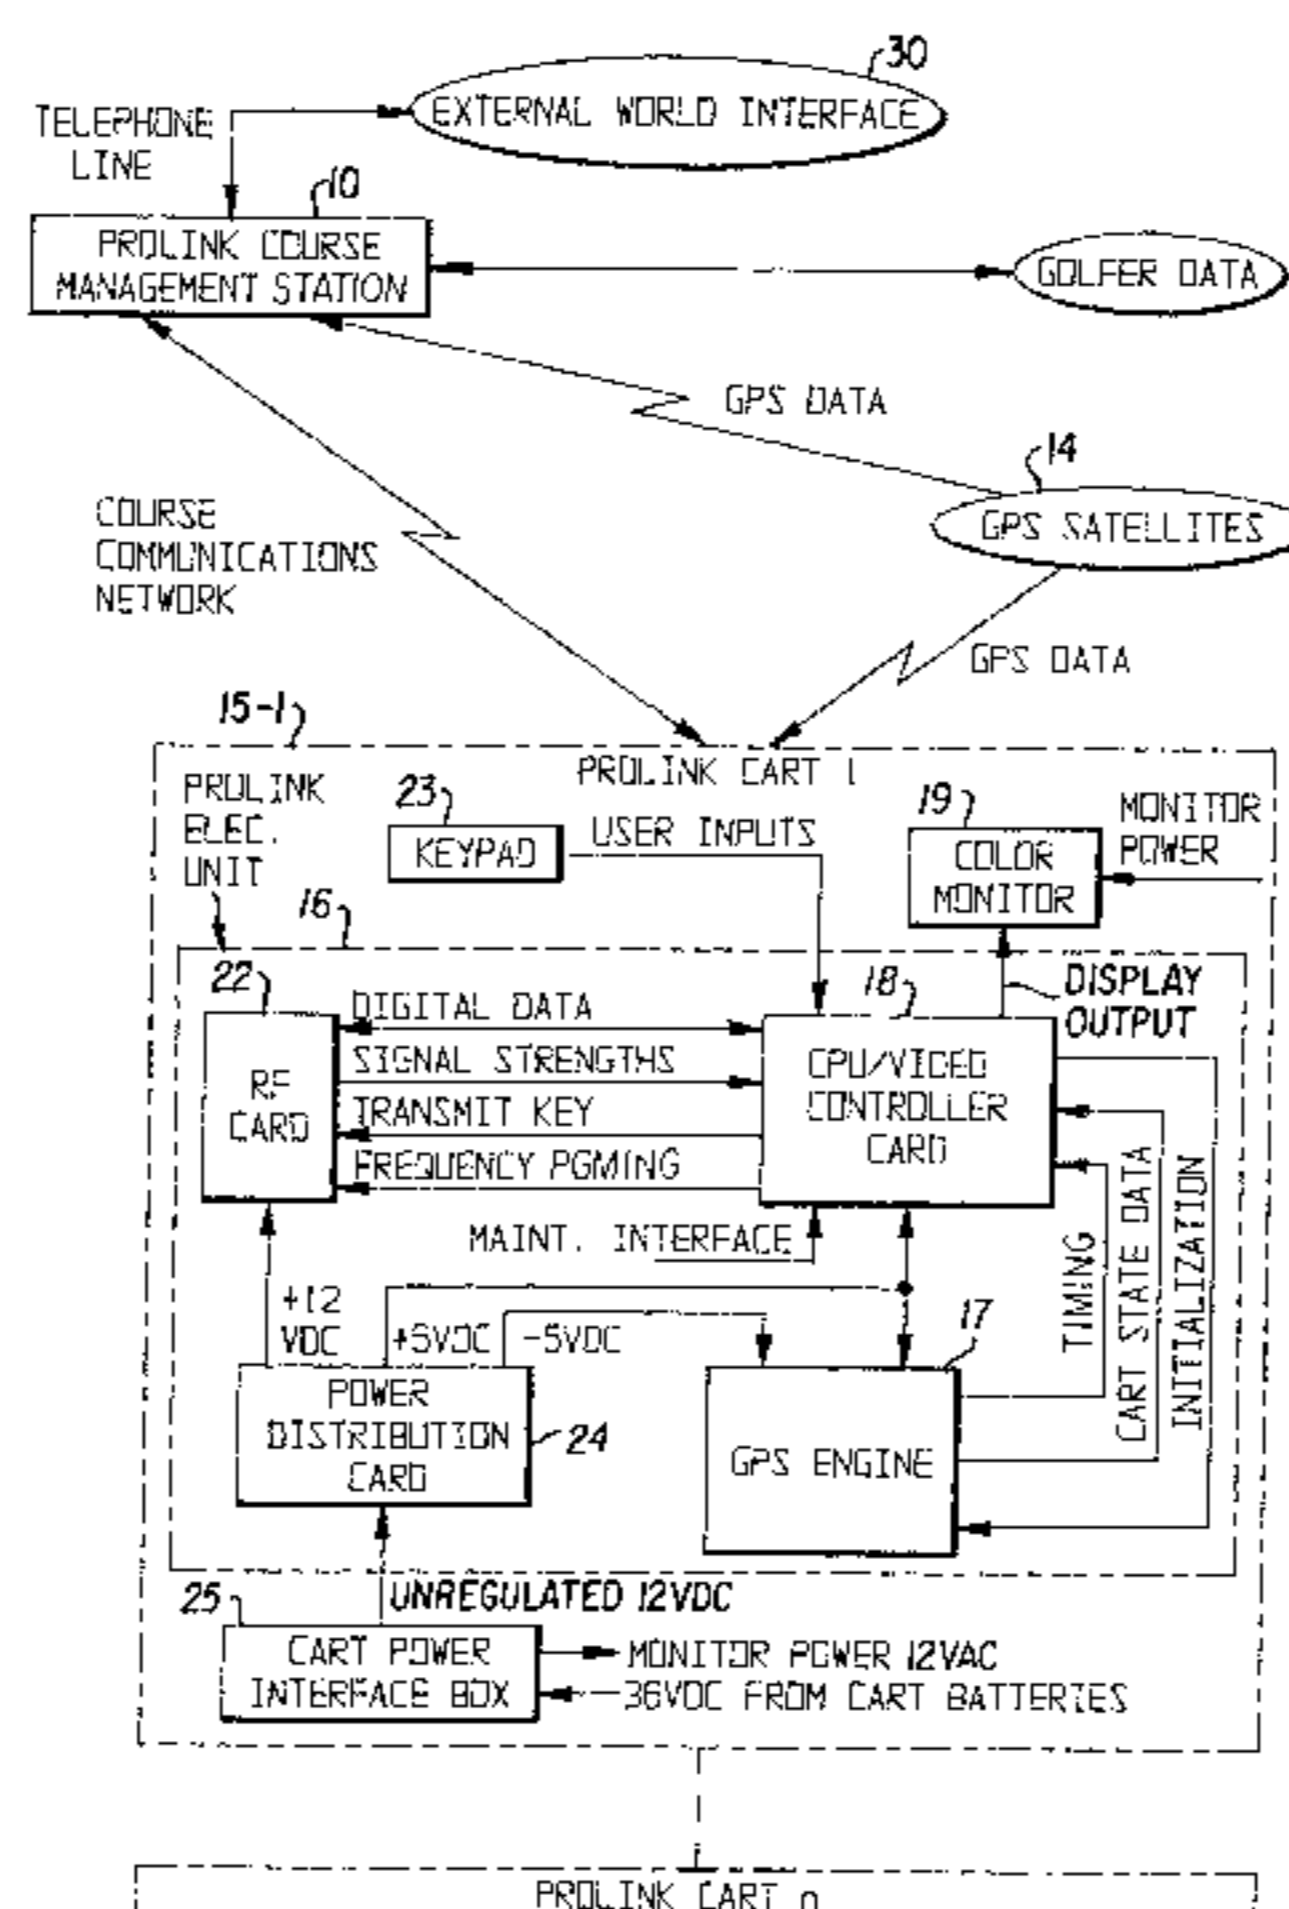 30
EXTERNAL WORLD INTERFACE
TELEPHONE
LINE
10
PROLINK COURSE
MANAGEMENT STATION
GOLFER DATA
GPS DATA
14
GPS SATELLITES
COURSE
COMMUNICATIONS
NETWORK
GPS DATA
15-1
PROLINK CART 1
PROLINK
ELEC.
UNIT
23
KEYPAD
USER INPUTS
19
COLOR
MONITOR
MONITOR
POWER
16
22
RF
CARD
DIGITAL DATA
SIGNAL STRENGTHS
TRANSMIT KEY
FREQUENCY PGMING
18
CPU/VIDEO
CONTROLLER
CARD
DISPLAY
OUTPUT
MAINT. INTERFACE
TIMING
CART STATE DATA
INITIALIZATION
+12
VDC
+5VDC
-5VDC
17
GPS ENGINE
POWER
DISTRIBUTION
CARD
24
UNREGULATED 12VDC
25
CART POWER
INTERFACE BOX
MONITOR POWER 12VAC
36VDC FROM CART BATTERIES
PROLINK CART n